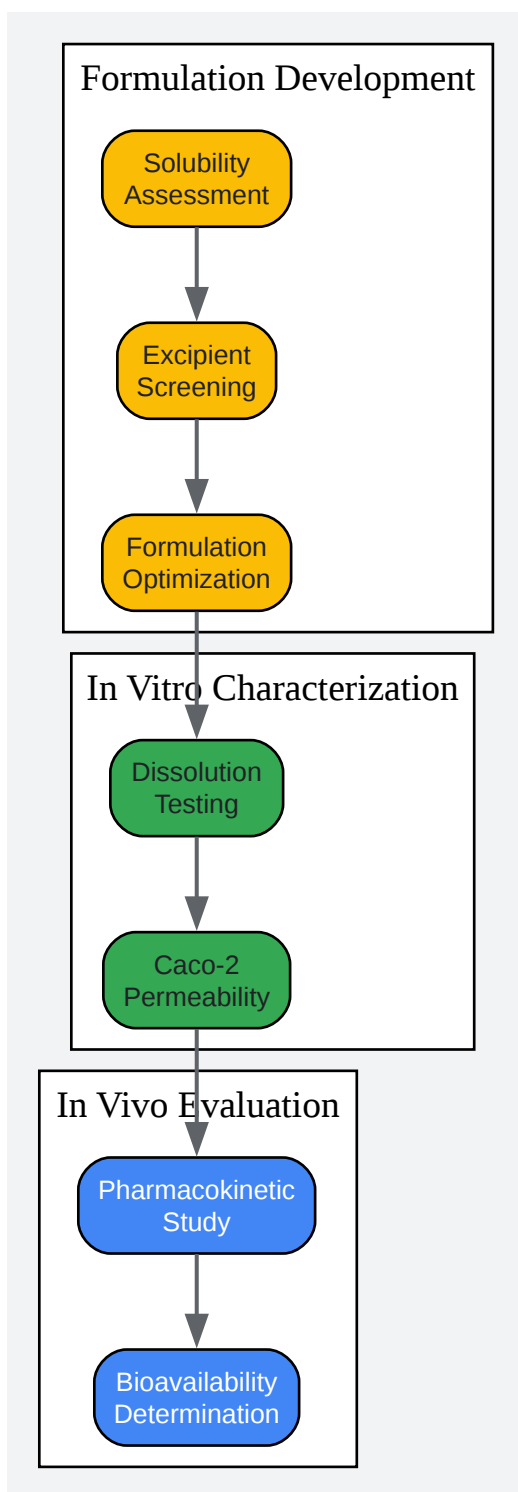 Formulation Development
Solubility
Assessment
Excipient
Screening
Formulation
Optimization
In Vitro Characterization
Dissolution
Testing
Caco-2
Permeability
In Vivo Evaluation
Pharmacokinetic
Study
Bioavailability
Determination